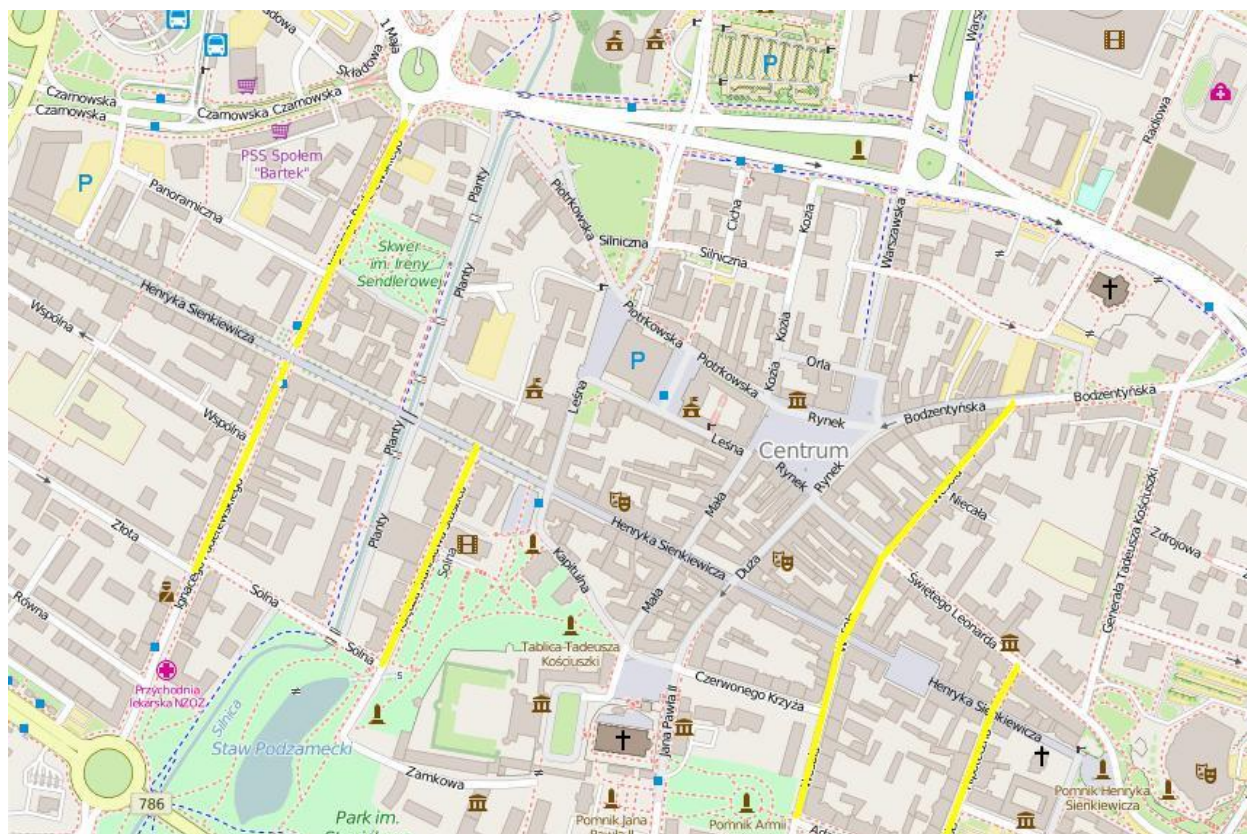 1 Maja
Składowa
Czarnowska
Czarnowska Czarnowska
Czarnowska
PSS Społem
"Bartek"
P
P
Panoramiczna
Skwer
im. Ireny
Sendlerowej
Planty
Planty
Piotrkowska
Silniczna
Cicha
Kozia
Silniczna
Warszawska
Radiowa
Henryka Sienkiewicza
Wspólna
Wspólna
Planty
Planty
Leśna
Piotrkowska
P
Piotrkowska
Kozia
Kozia
Orla
Rynek
Bodzentyńska
Bodzentyńska
Leśna
Centrum
Rynek
Rynek
Mała
Niecała
Zdrojowa
Generała Tadeusza Kościuszki
Złota
Solna
Solna
Solna
Kapitulna
Henryka Sienkiewicza
Duża
Mała
Świętego Leonarda
Równa
Przychodnia
lekarska NZOZ
Silnica
Staw Podzamecki
Tablica Tadeusza
Kościuszki
Czerwonego Krzyża
Jana Pawła II
Henryka Sienkiewicza
Zamkowa
786
Park im.
Pomnik Jana
Pawła II
Pomnik Armii
Pomnik Henryka
Sienkiewicza